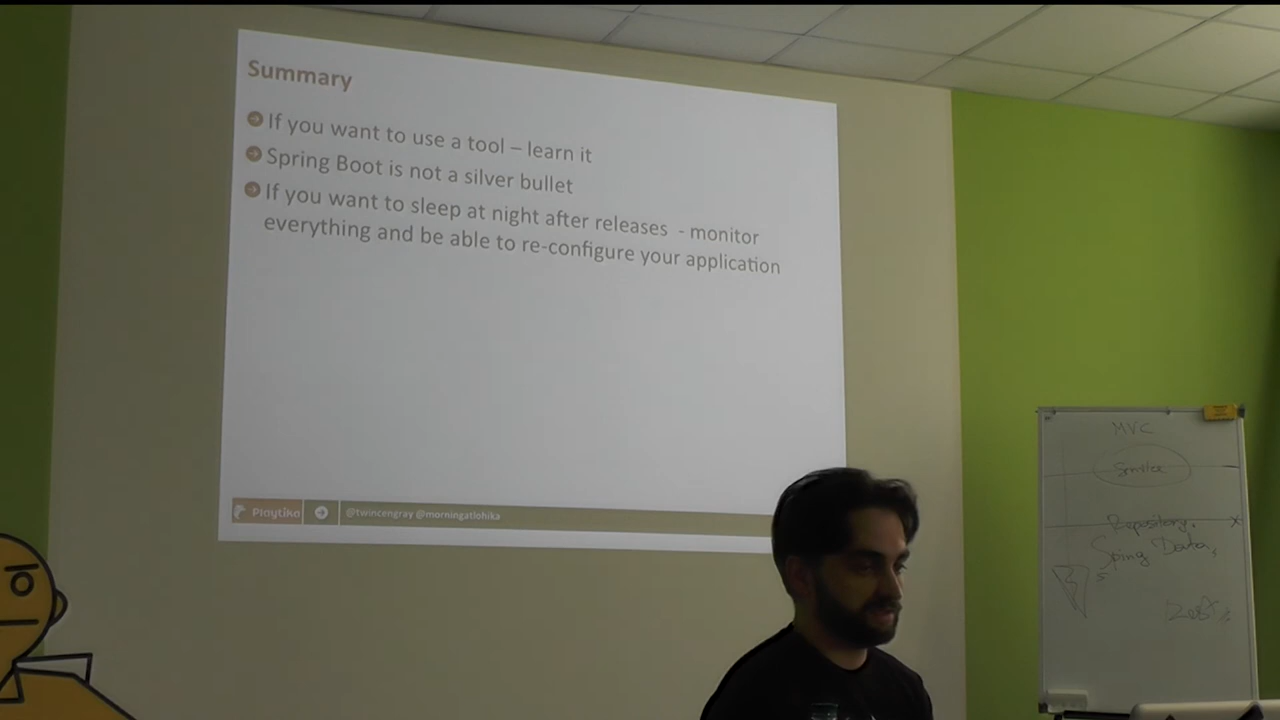 Summary
If you want to use a tool – learn it
Spring Boot is not a silver bullet
If you want to sleep at night after releases - monitor
everything and be able to re-configure your application
Playtika
@twincengray @morningatlohika
MVC
Service
Repository.
Sping Data,